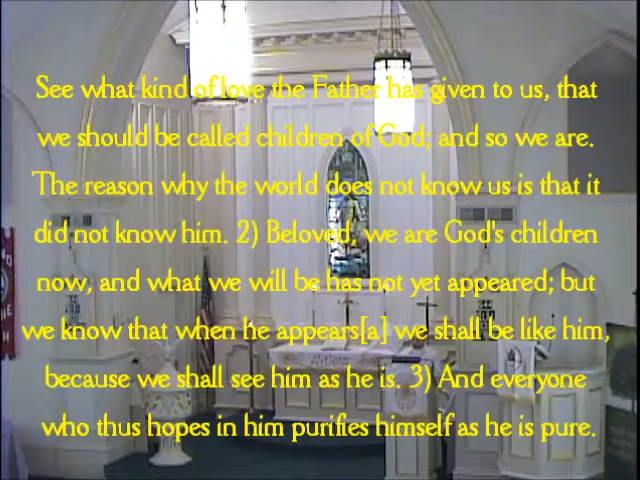 See what kind of love the Father has given to us, that
we should be called children of God; and so we are.
The reason why the world does not know us is that it
did not know him. 2) Beloved, we are God's children
now, and what we will be has not yet appeared; but
we know that when he appears[a] we shall be like him,
because we shall see him as he is. 3) And everyone
who thus hopes in him purifies himself as he is pure.